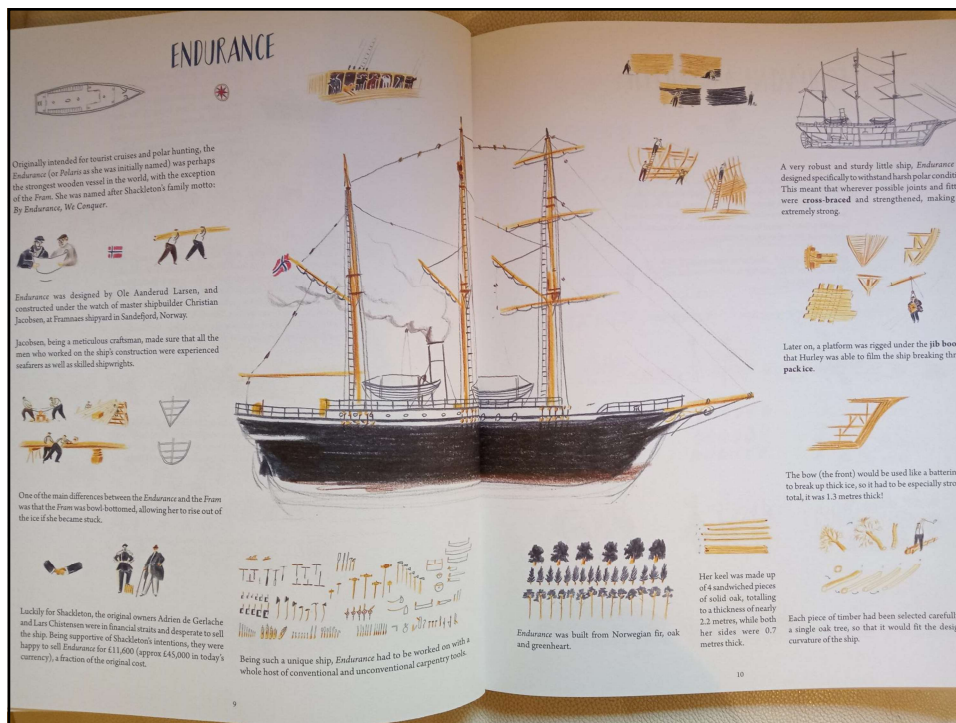 ENDURANCE
Originally intended for tourist cruises and polar hunting, the
Endurance (or Polaris as she was initially named) was perhaps
the strongest wooden vessel in the world, with the exception
of the Fram. She was named after Shackleton's family motto:
By Endurance, We Conquer.
Endurance was designed by Ole Aanderud Larsen, and
constructed under the watch of master shipbuilder Christian
Jacobsen, at Framnaes shipyard in Sandefjord, Norway.
Jacobsen, being a meticulous craftsman, made sure that all the
men who worked on the ship's construction were experienced
seafarers as well as skilled shipwrights.
One of the main differences between the Endurance and the Fram
was that the Fram was bowl-bottomed, allowing her to rise out of
the ice if she became stuck.
Luckily for Shackleton, the original owners Adrien de Gerlache
and Lars Chistensen were in financial straits and desperate to sell
the ship. Being supportive of Shackleton's intentions, they were
happy to sell Endurance for £11,600 (approx £45,000 in today's
currency), a fraction of the original cost.
Being such a unique ship, Endurance had to be worked on with a
whole host of conventional and unconventional carpentry tools.
9
A very robust and sturdy little ship, Endurance
designed specifically to withstand harsh polar
This meant that wherever possible joints and
were cross-braced and strengthened, making
extremely strong.
Later on, a platform was rigged under the jib
that Hurley was able to film the ship breaking
pack ice.
The bow (the front) would be used like a
to break up thick ice, so it had to be especially
total, it was 1.3 metres thick!
Endurance was built from Norwegian fir, oak
and greenheart.
Her keel was made up
of 4 sandwiched pieces
of solid oak, totalling
to a thickness of nearly
2.2 metres, while both
her sides were 0.7
metres thick.
Each piece of timber had been selected
a single oak tree, so that it would fit the
curvature of the ship.
10